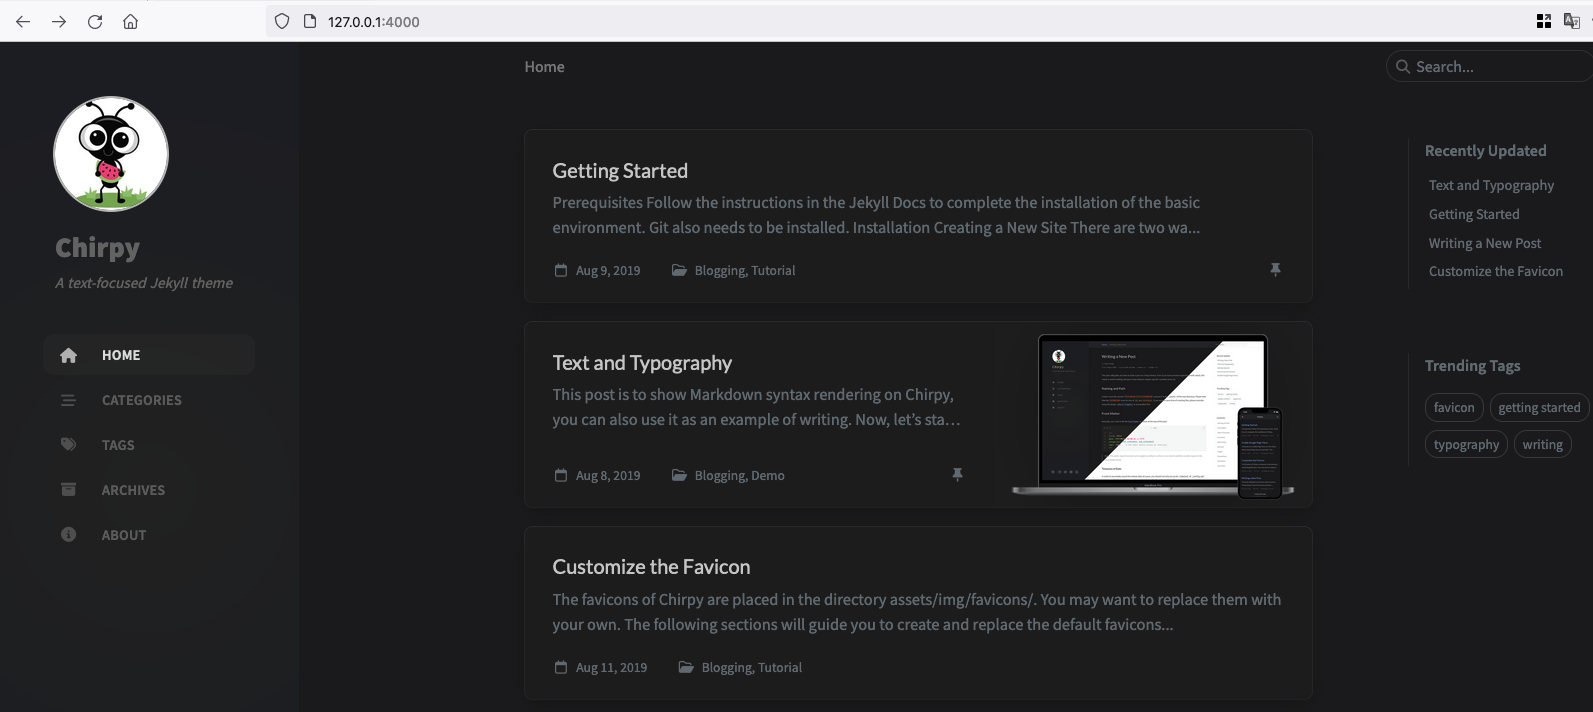 127.0.0.1:4000
Chirpy
A text-focused Jekyll theme
HOME
CATEGORIES
TAGS
ARCHIVES
ABOUT
Home
Search...
Getting Started
Prerequisites Follow the instructions in the Jekyll Docs to complete the installation of the basic
environment. Git also needs to be installed. Installation Creating a New Site There are two wa...
Aug 9, 2019 Blogging, Tutorial
Text and Typography
This post is to show Markdown syntax rendering on Chirpy,
you can also use it as an example of writing. Now, let’s sta...
Aug 8, 2019 Blogging, Demo
Writing a New Post
Customize the Favicon
The favicons of Chirpy are placed in the directory assets/img/favicons/. You may want to replace them with
your own. The following sections will guide you to create and replace the default favicons...
Aug 11, 2019 Blogging, Tutorial
Recently Updated
Text and Typography
Getting Started
Writing a New Post
Customize the Favicon
Trending Tags
favicon getting started
typography writing